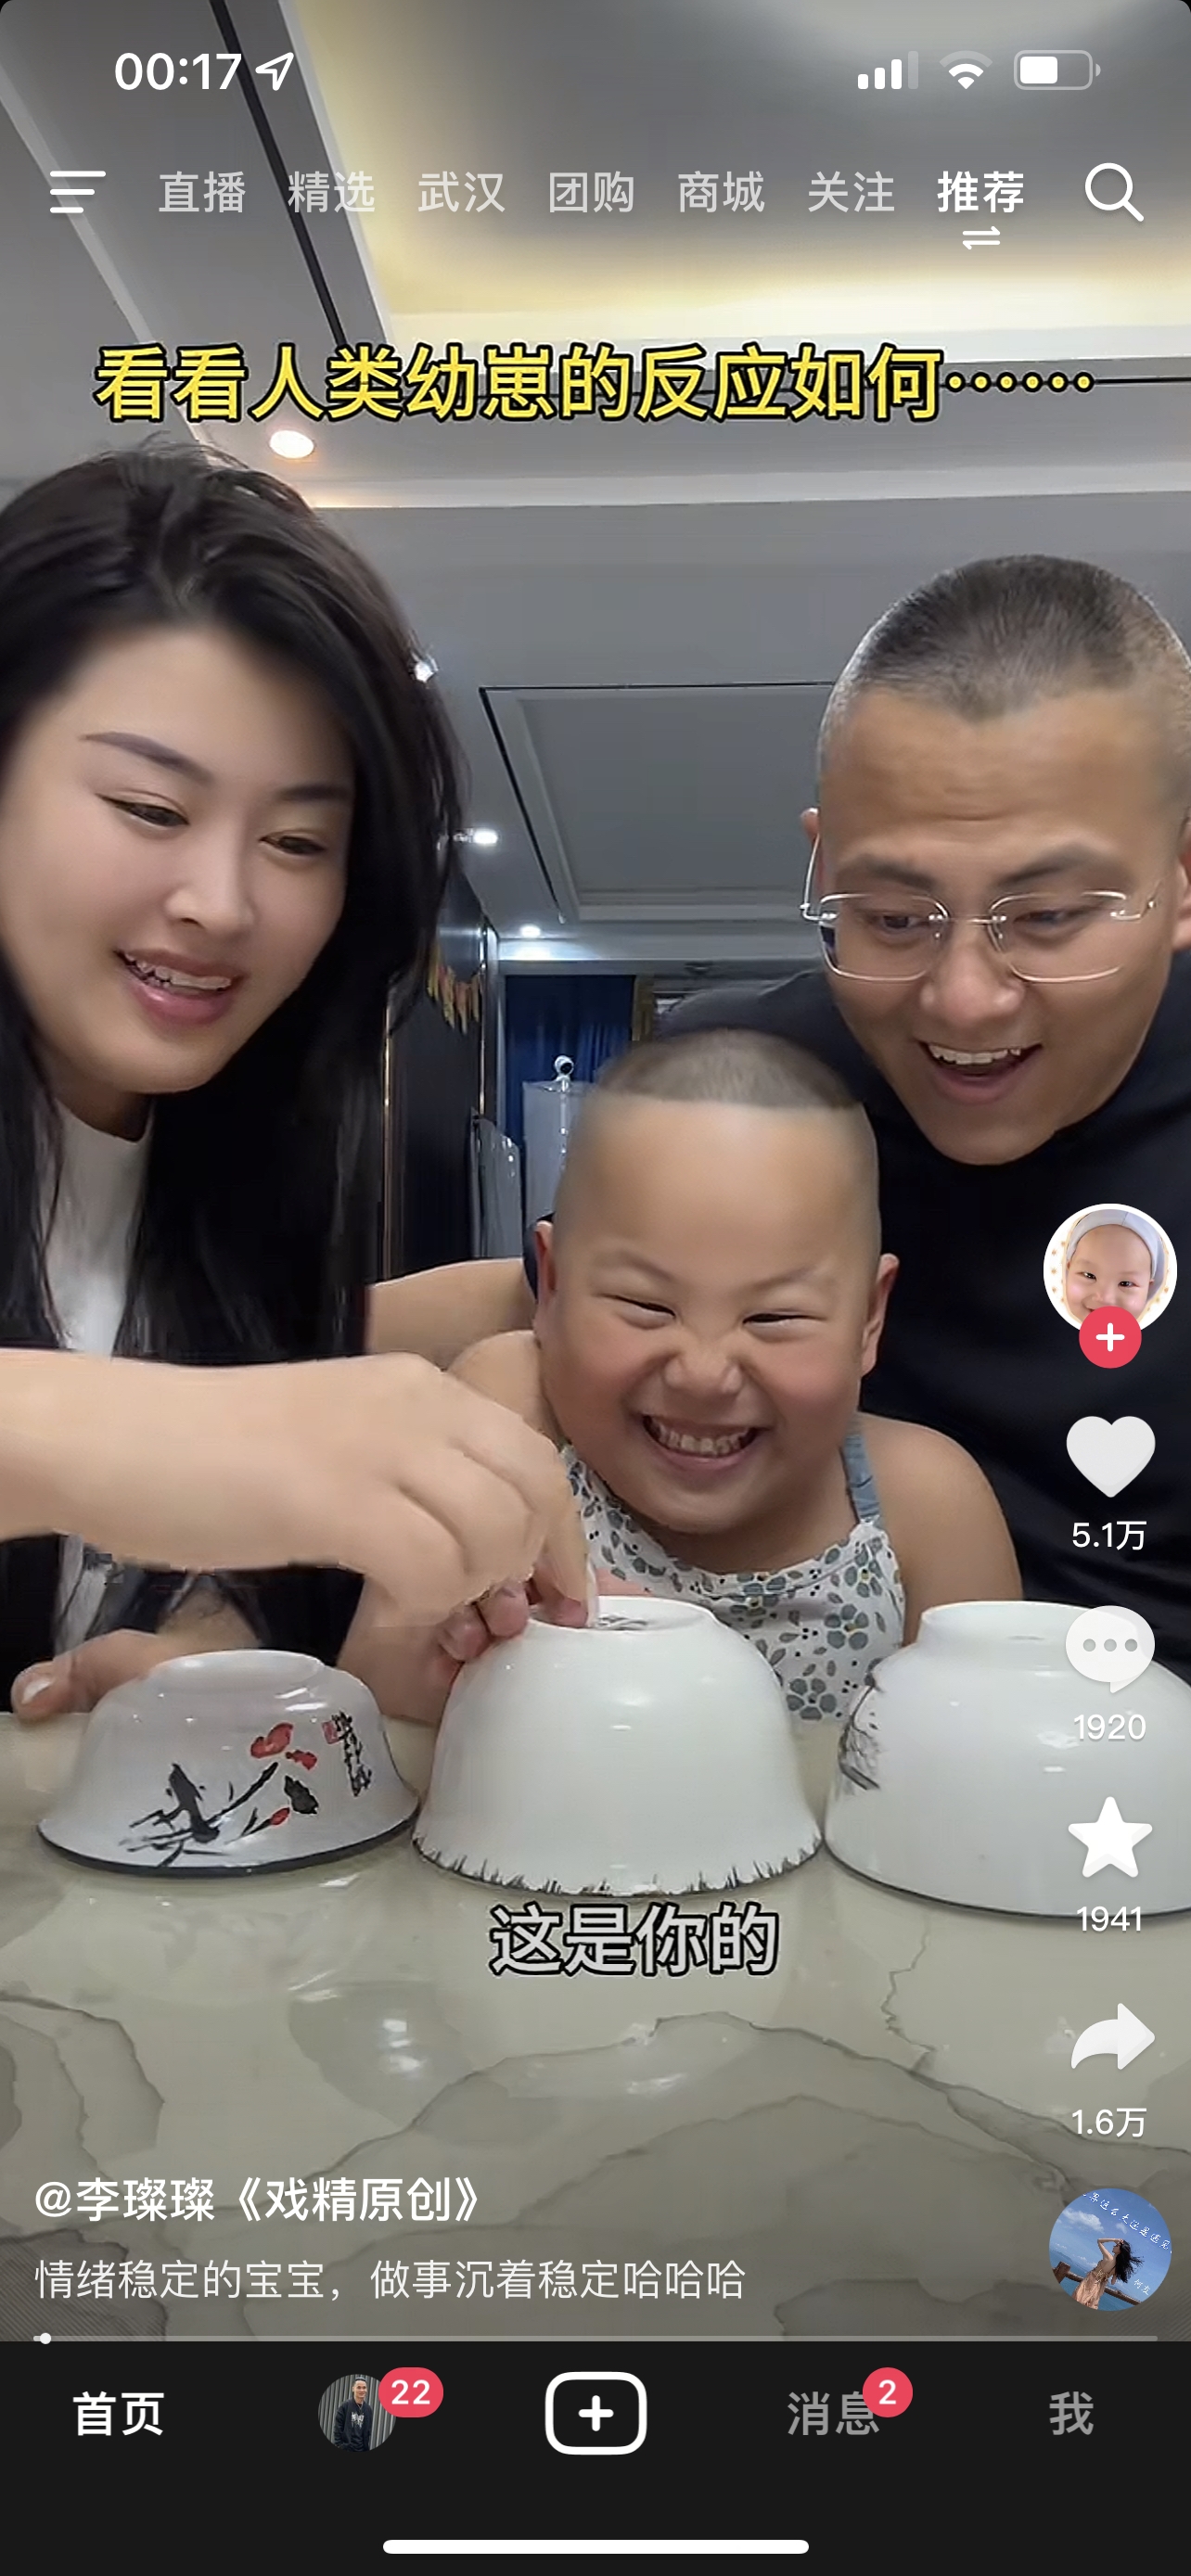 00:17
直播 精选 武汉 团购 商城 关注 推荐
看看人类幼崽的反应如何……
5.1万
1920
这是你的
1941
1.6万
@李璨璨《戏精原创》
情绪稳定的宝宝，做事沉着稳定哈哈哈
首页 22 消息 2 我